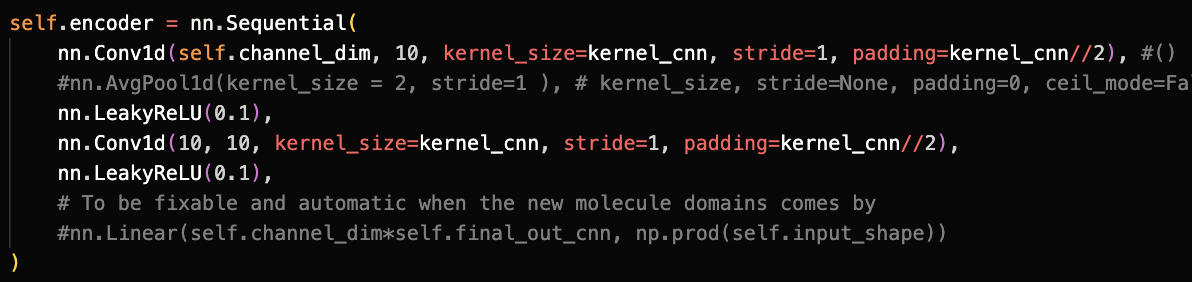 self.encoder = nn.Sequential(
nn.Conv1d(self.channel_dim, 10, kernel_size=kernel_cnn, stride=1, padding=kernel_cnn//2), #()
#nn.AvgPool1d(kernel_size = 2, stride=1 ), # kernel_size, stride=None, padding=0, ceil_mode=Fa
nn.LeakyReLU(0.1),
nn.Conv1d(10, 10, kernel_size=kernel_cnn, stride=1, padding=kernel_cnn//2),
nn.LeakyReLU(0.1),
# To be fixable and automatic when the new molecule domains comes by
#nn.Linear(self.channel_dim*self.final_out_cnn, np.prod(self.input_shape))
)